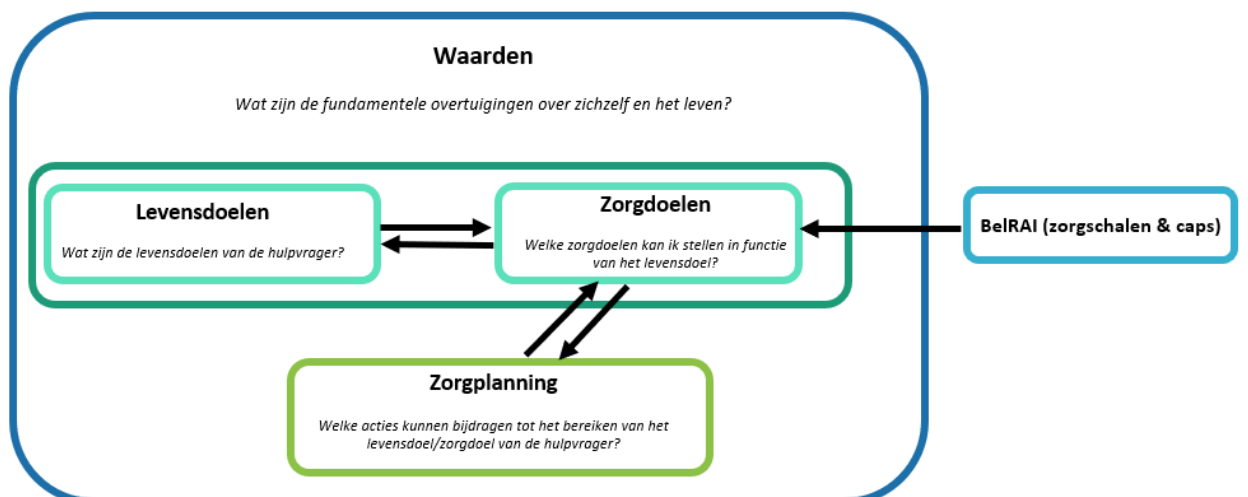 Waarden
Wat zijn de fundamentele overtuigingen over zichzelf en het leven?
Levensdoelen
Wat zijn de levensdoelen van de hulpvrager?
Zorgdoelen
Welke zorgdoelen kan ik stellen in functie
van het levensdoel?
BelRAI (zorgschalen & caps)
Zorgplanning
Welke acties kunnen bijdragen tot het bereiken van het
levensdoel/zorgdoel van de hulpvrager?